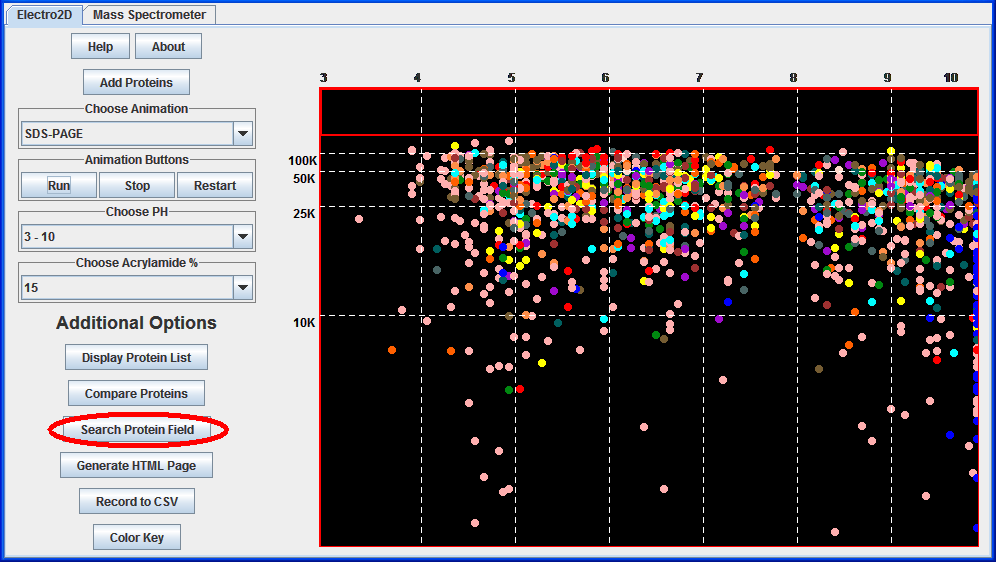 Electro2D Mass Spectrometer
Help About
Add Proteins
Choose Animation
SDS-PAGE
Animation Buttons
Run Stop Restart
Choose PH
3 - 10
Choose Acrylamide %
15
Additional Options
Display Protein List
Compare Proteins
Search Protein Field
Generate HTML Page
Record to CSV
Color Key
3 4 5 6 7 8 9 10
100K
50K
25K
10K